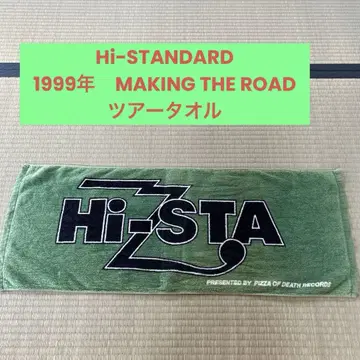 Hi-STANDARD
1999年　MAKING THE ROAD
ツアータオル
Hi-STA
PRESENTED BY PIZZA OF DEATH RECORDS